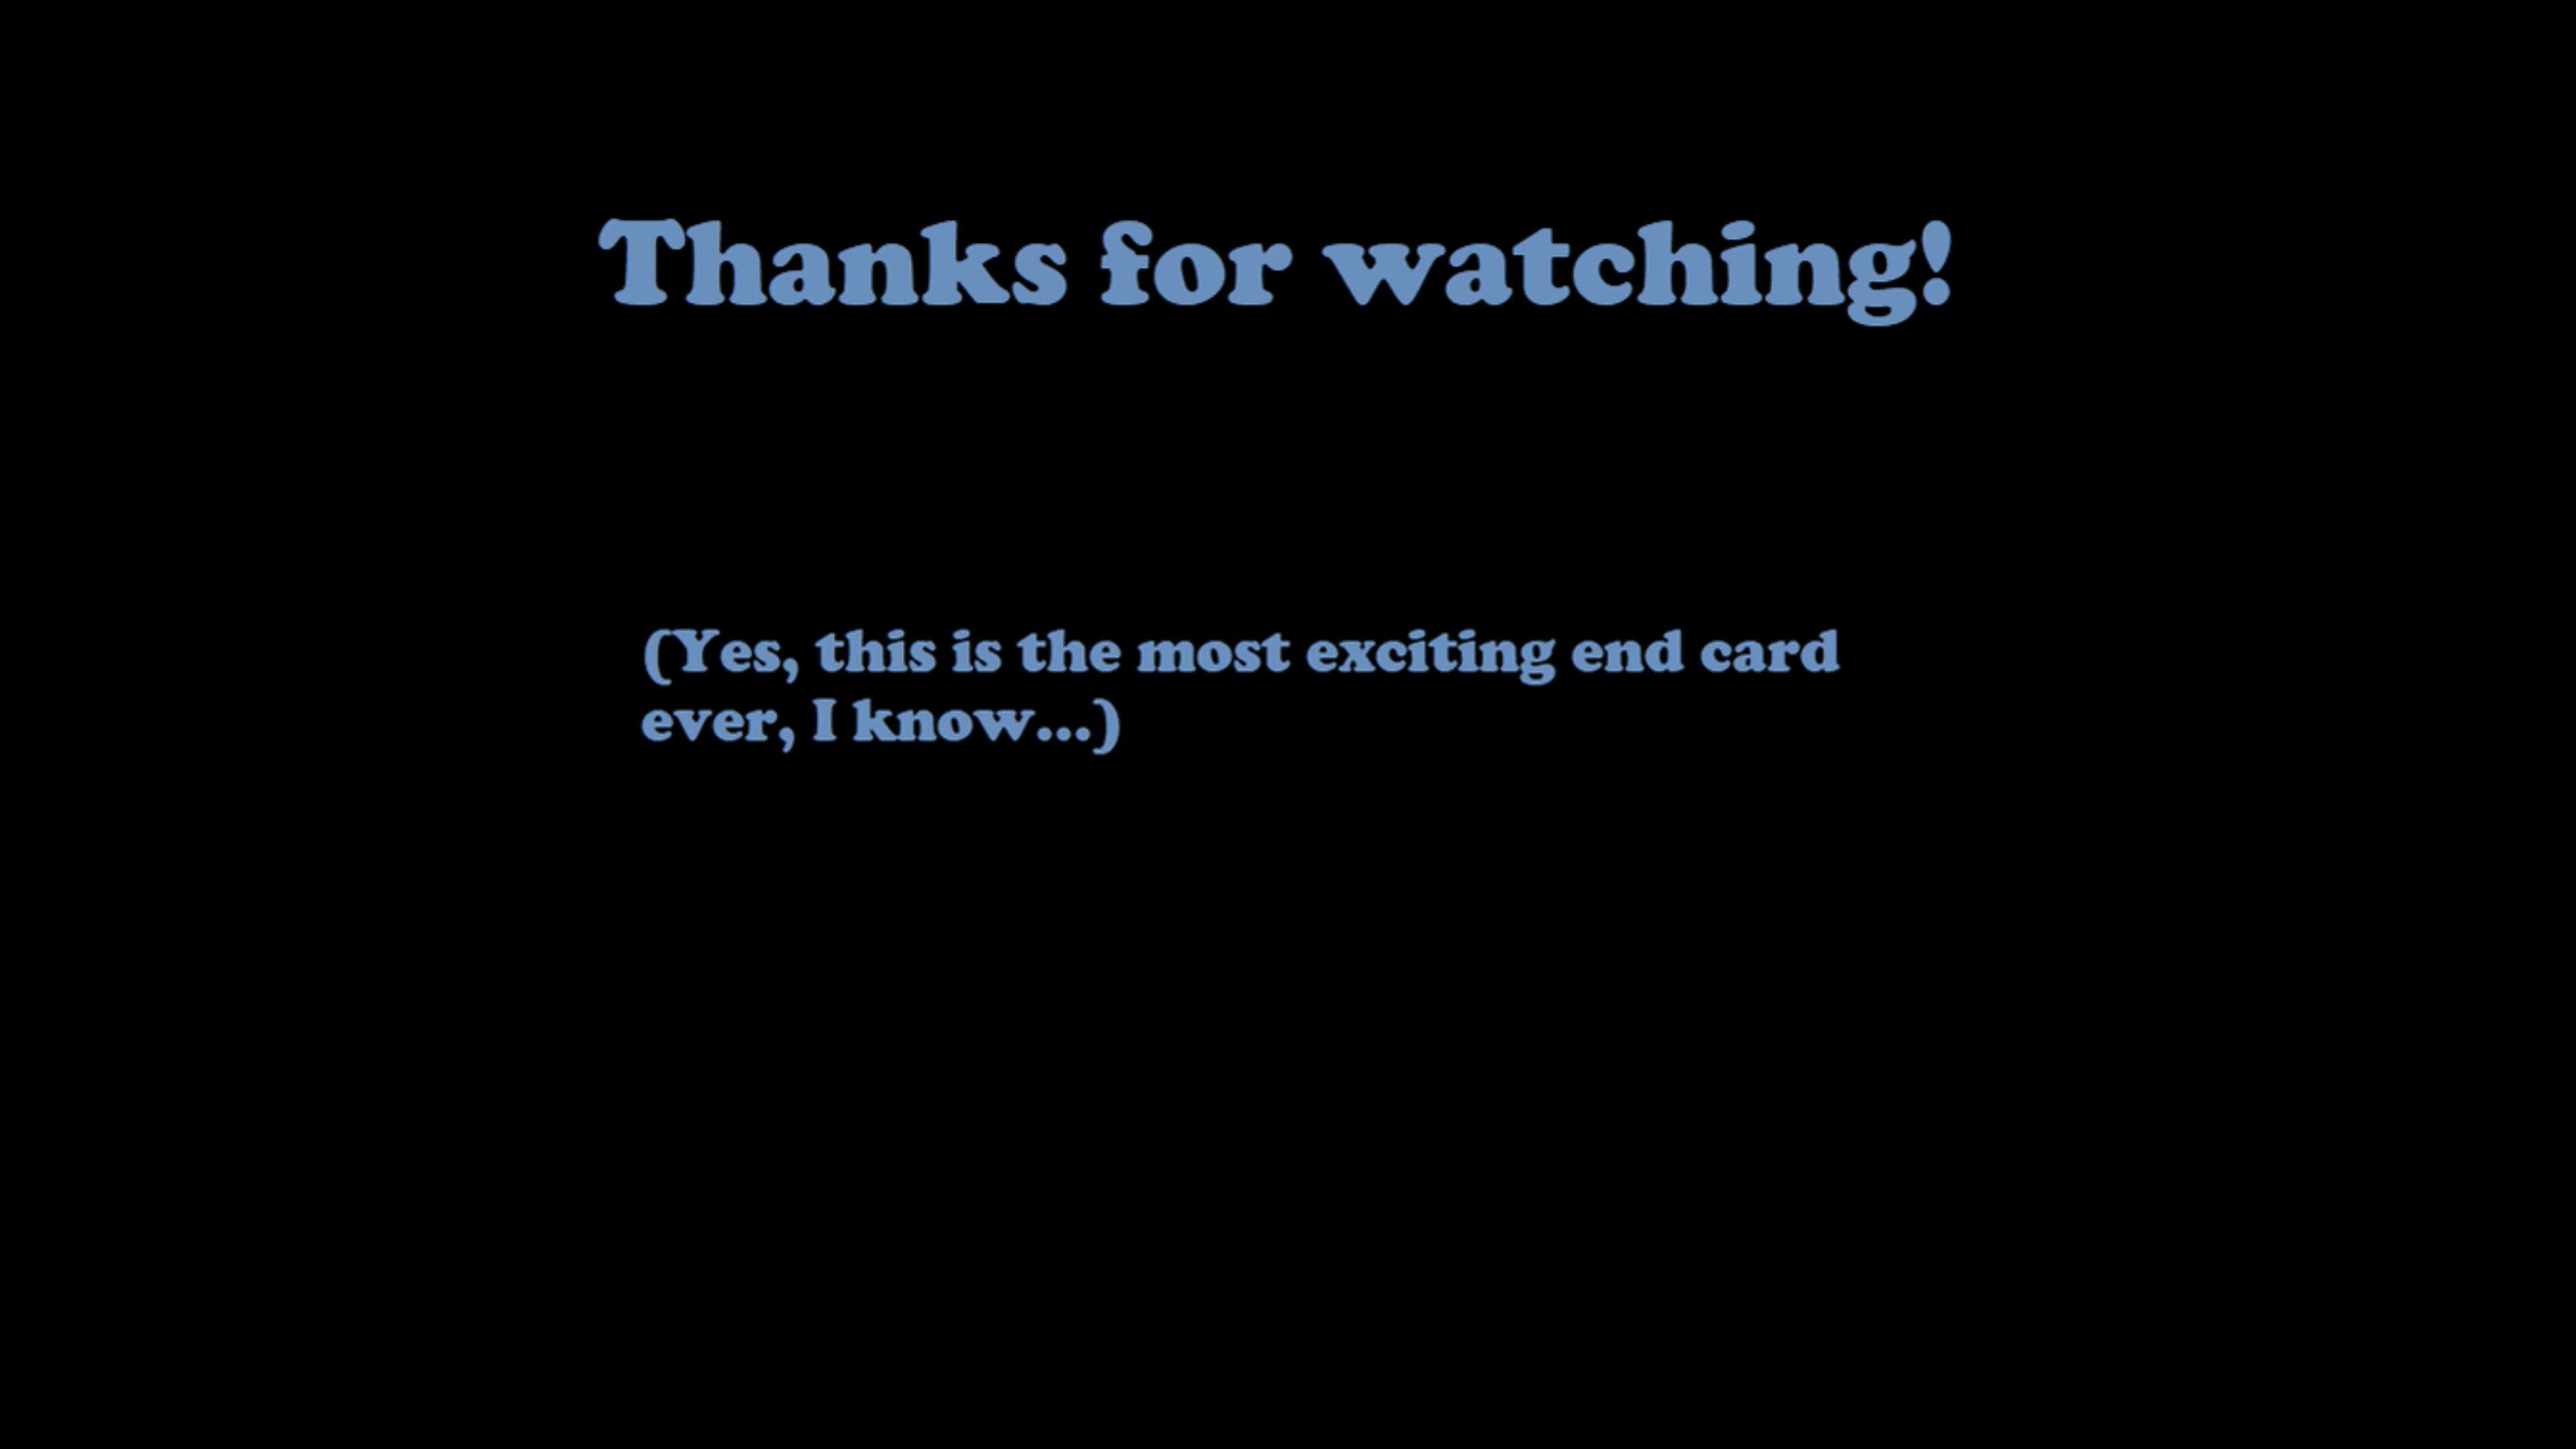 Thanks for watching!
(Yes, this is the most exciting end card
ever, I know...)